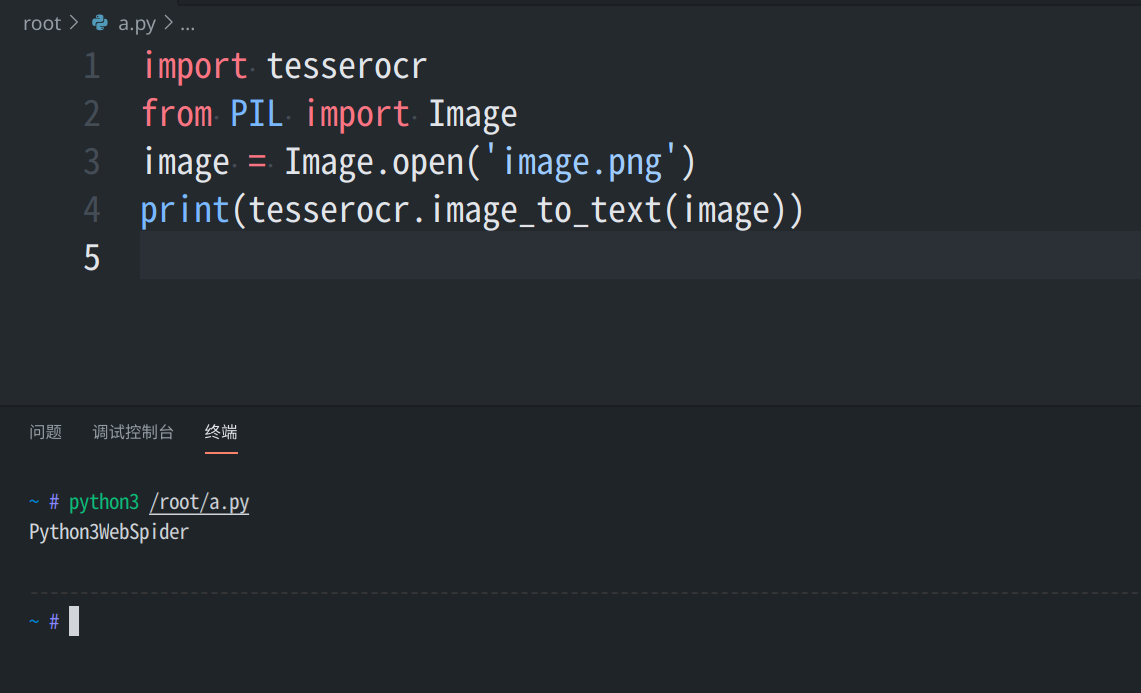 root > a.py > ...
1 import tesserocr
2 from PIL import Image
3 image = Image.open('image.png')
4 print(tesserocr.image_to_text(image))
5
问题 调试控制台 终端
~ # python3 /root/a.py
Python3WebSpider
~ #